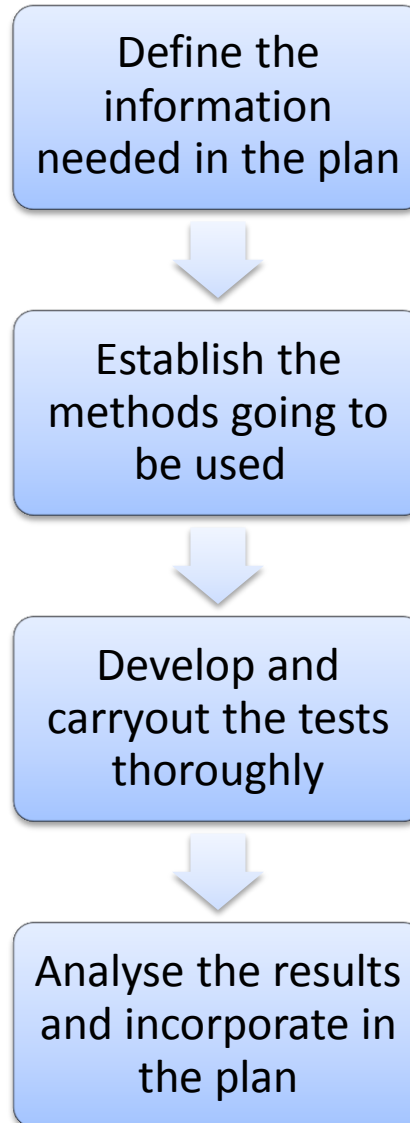 Define the
information
needed in the plan
Establish the
methods going to
be used
Develop and
carryout the tests
thoroughly
Analyse the results
and incorporate in
the plan